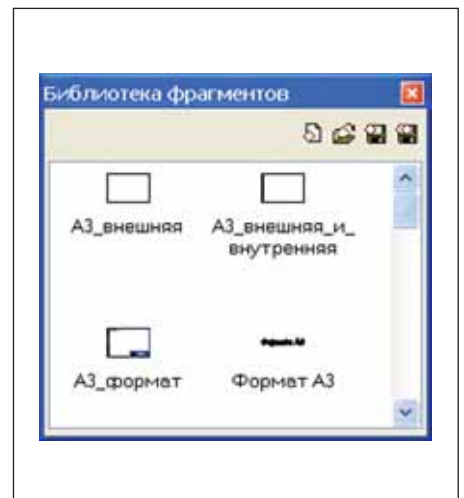 Библиотека фрагментов
А3_внешняя
А3_внешняя_и_
внутренняя
А3_формат
Формат А3